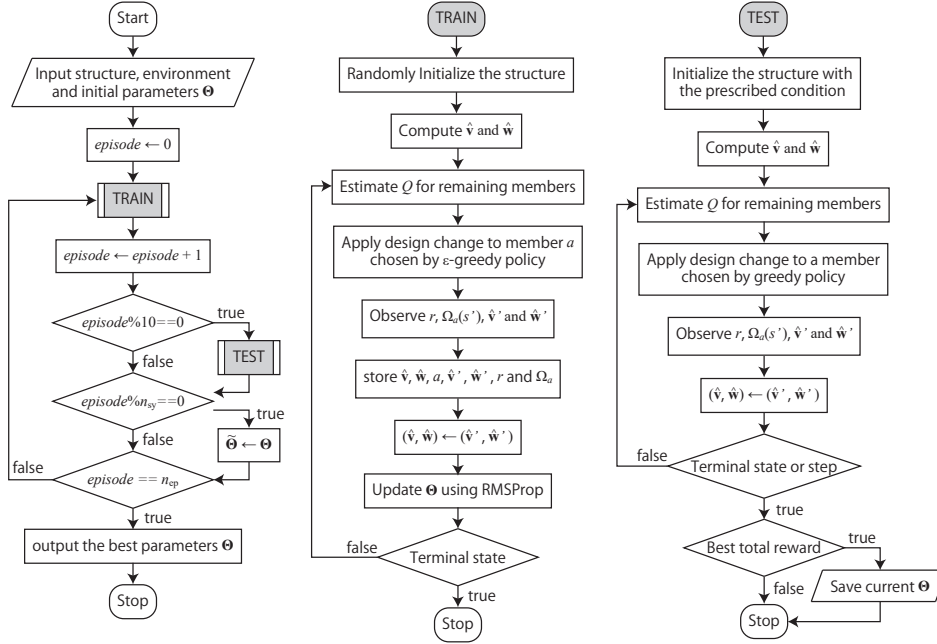 Start
Input structure, environment
and initial parameters Θ
episode ← 0
TRAIN
episode ← episode + 1
episode%10==0
true
TEST
false
episode%nsy==0
true
false
Θ̃ ← Θ
false
episode == nep
true
output the best parameters Θ
Stop
TRAIN
Randomly Initialize the structure
Compute v̂ and ŵ
Estimate Q for remaining members
Apply design change to member a
chosen by ε-greedy policy
Observe r, Ωa(s’), v̂’ and ŵ’
store v̂, ŵ, a, v̂’, ŵ’, r and Ωa
(v̂, ŵ) ← (v̂’, ŵ’)
Update Θ using RMSProp
false
Terminal state
true
Stop
TEST
Initialize the structure with
the prescribed condition
Compute v̂ and ŵ
Estimate Q for remaining members
Apply design change to a member
chosen by greedy policy
Observe r, Ωa(s’), v̂’ and ŵ’
(v̂, ŵ) ← (v̂’, ŵ’)
false
Terminal state or step
true
Best total reward
true
false
Save current Θ
Stop